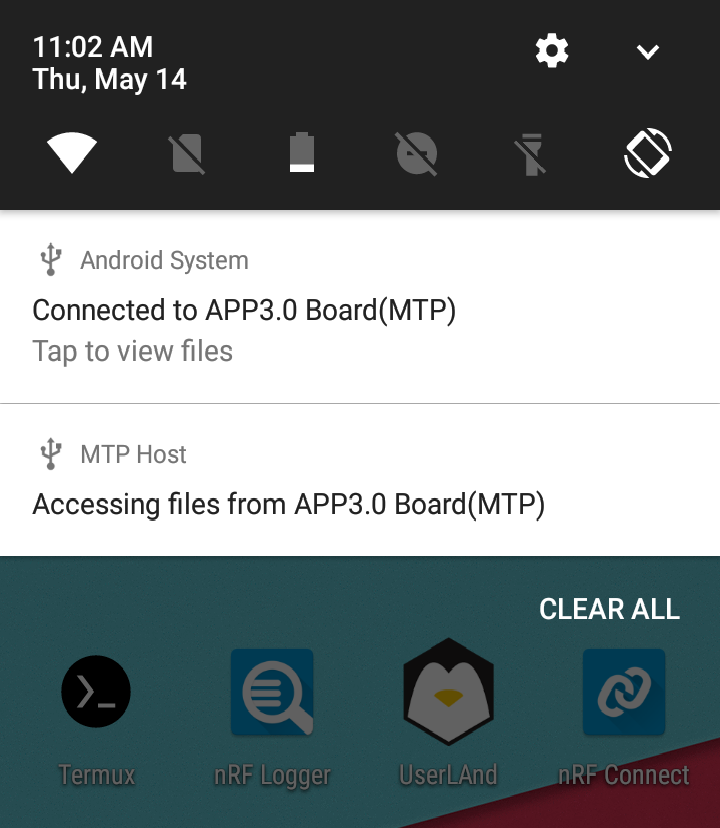 11:02 AM
Thu, May 14
Android System
Connected to APP3.0 Board(MTP)
Tap to view files
MTP Host
Accessing files from APP3.0 Board(MTP)
CLEAR ALL
Termux
nRF Logger
UserLAnd
nRF Connect